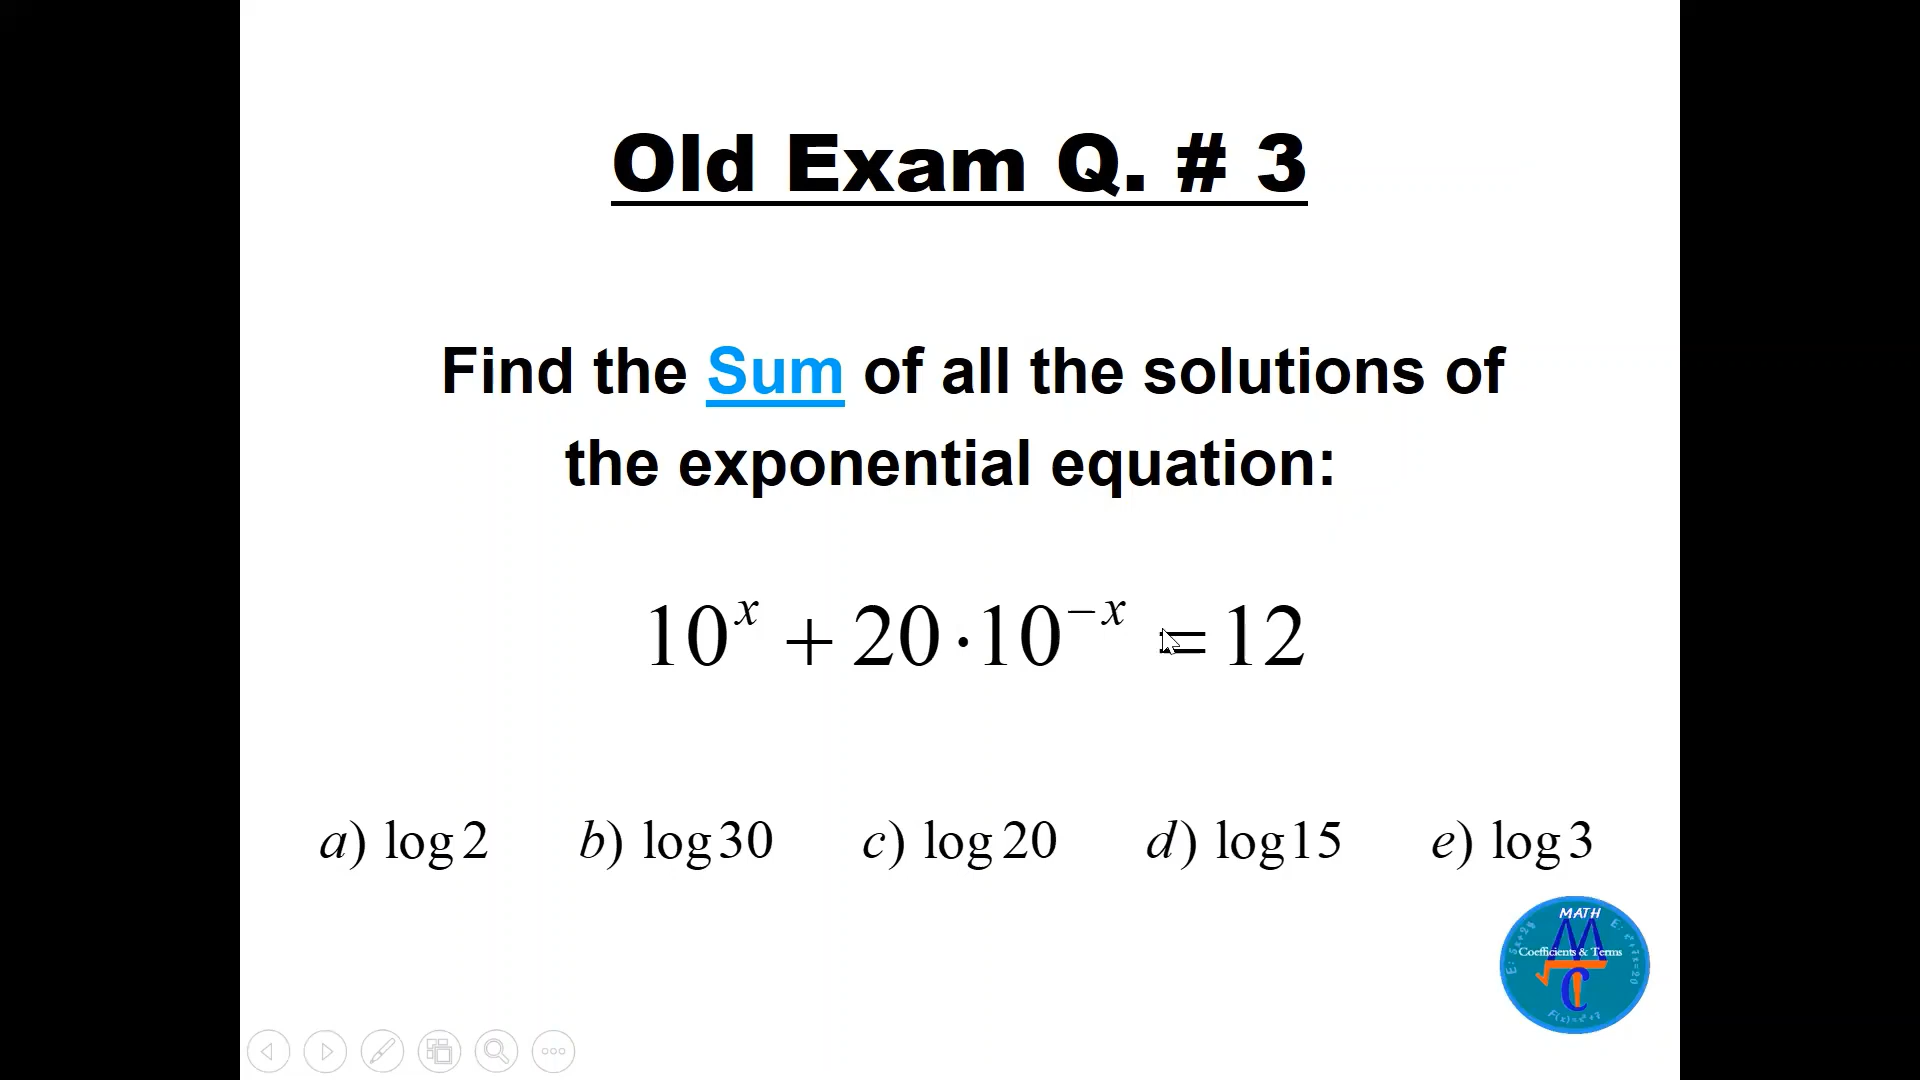 Old Exam Q. # 3
Find the Sum of all the solutions of
the exponential equation:
10^x + 20 · 10^−x = 12
a) log 2 b) log 30 c) log 20 d) log 15 e) log 3
MATH
Coefficients & Terms